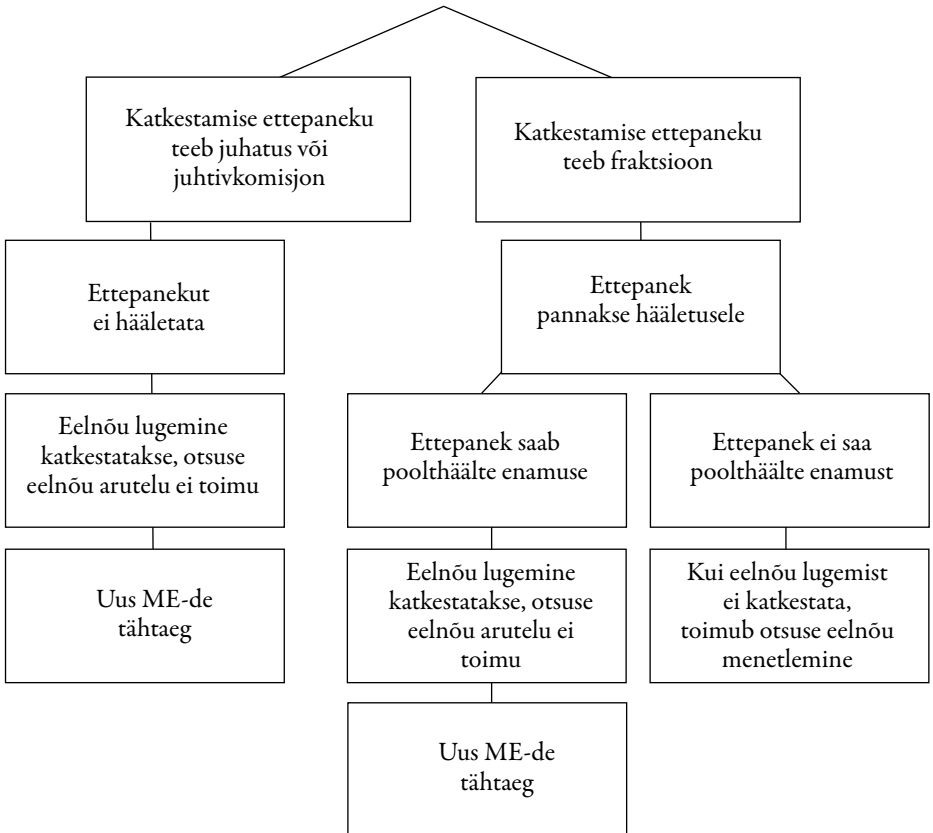 Katkestamise ettepaneku
teeb juhatus või
juhtivkomisjon
Katkestamise ettepaneku
teeb fraktsioon
Ettepanekut
ei hääletata
Ettepanek
pannakse hääletusele
Eelnõu lugemine
katkestatakse, otsuse
eelnõu arutelu ei toimu
Ettepanek saab
poolthäälte enamuse
Ettepanek ei saa
poolthäälte enamust
Uus ME-de
tähtaeg
Eelnõu lugemine
katkestatakse, otsuse
eelnõu arutelu ei
toimu
Kui eelnõu lugemist
ei katkestata,
toimub otsuse eelnõu
menetlemine
Uus ME-de
tähtaeg